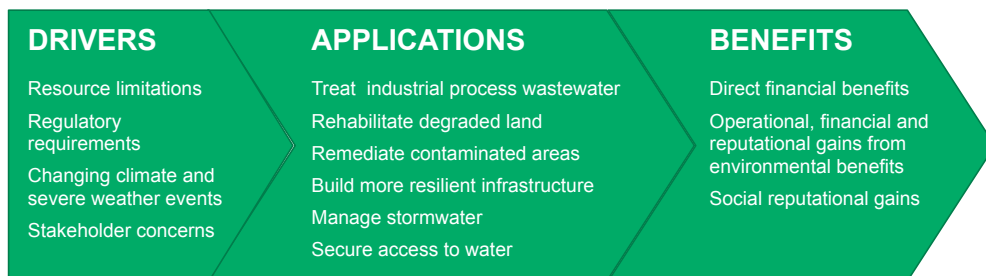 DRIVERS
Resource limitations
Regulatory
requirements
Changing climate and
severe weather events
Stakeholder concerns
APPLICATIONS
Treat  industrial process wastewater
Rehabilitate degraded land
Remediate contaminated areas
Build more resilient infrastructure
Manage stormwater
Secure access to water
BENEFITS
Direct financial benefits
Operational, financial and
reputational gains from
environmental benefits
Social reputational gains